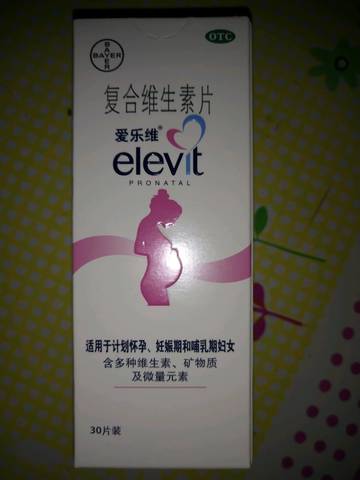 BAYER
BAYER
OTC
复合维生素片
爱乐维®
elevit
PRONATAL
适用于计划怀孕、妊娠期和哺乳期妇女
含多种维生素、矿物质
及微量元素
30片装